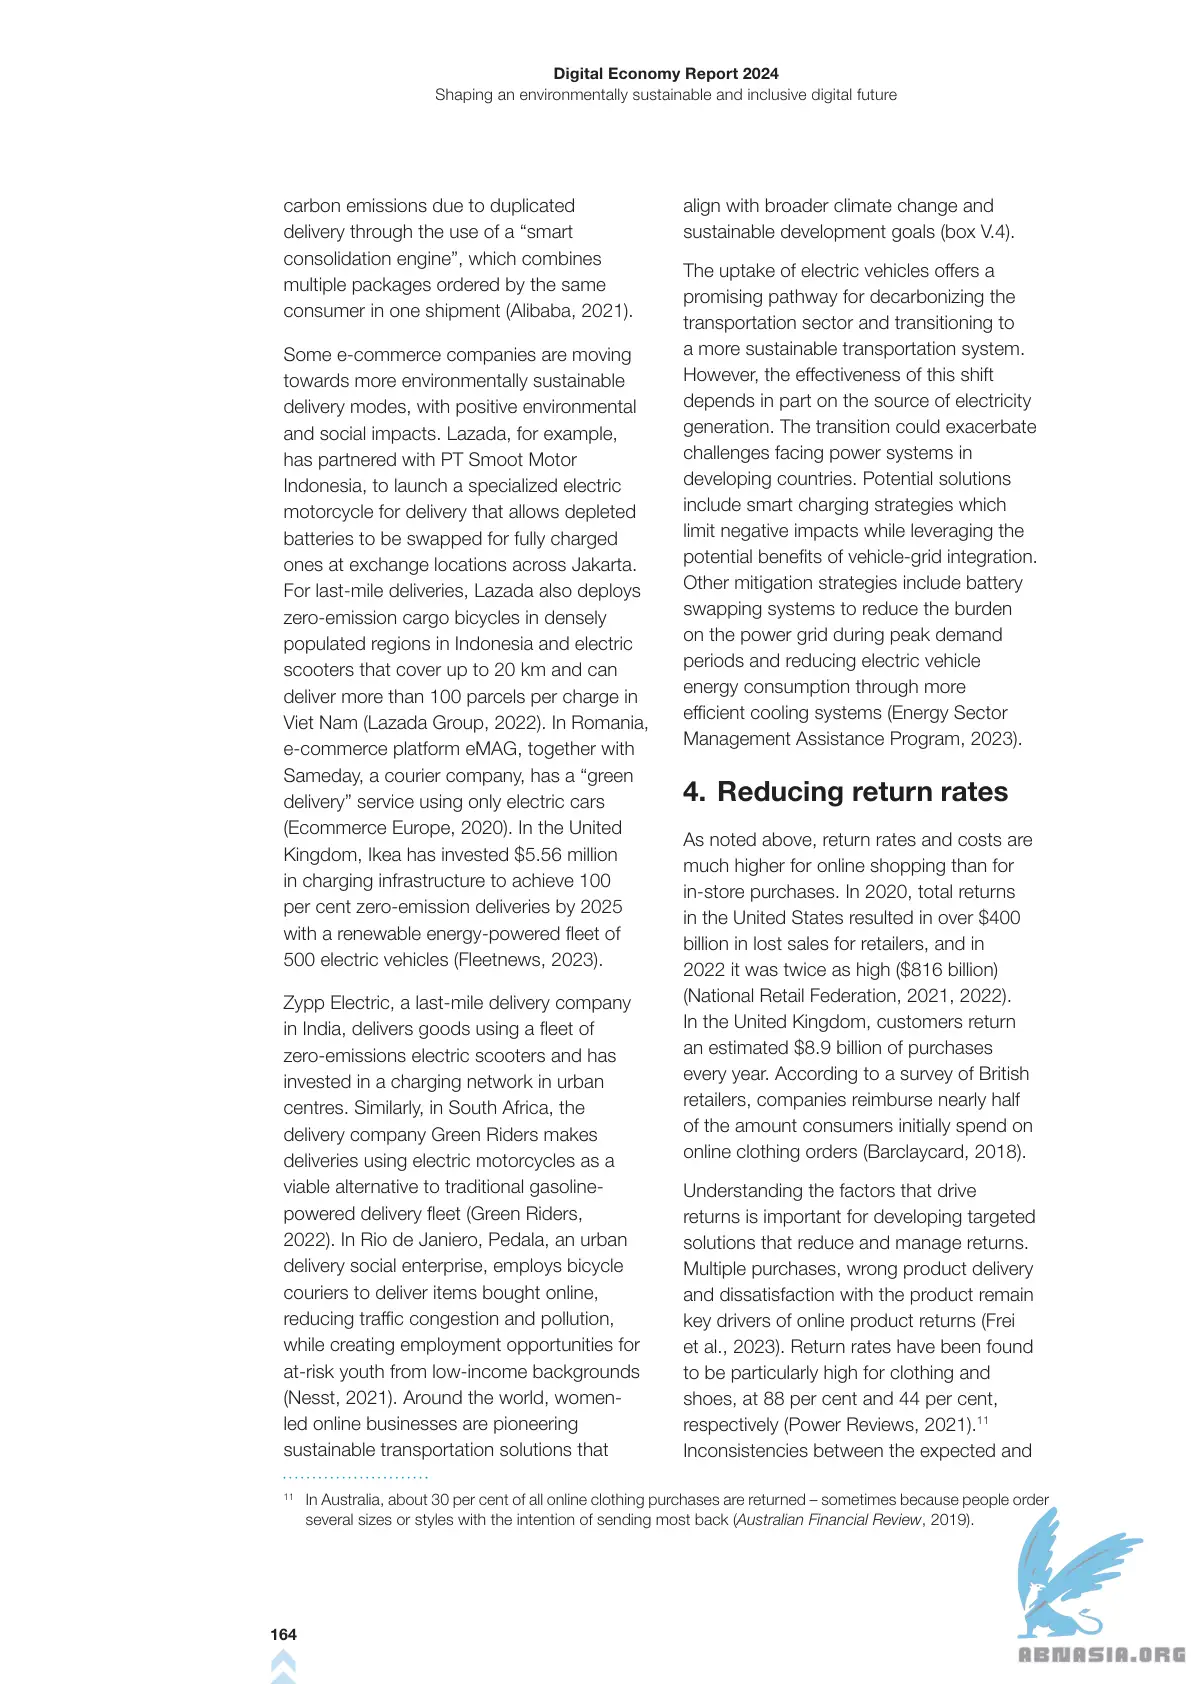 Digital Economy Report 2024
Shaping an environmentally sustainable and inclusive digital future
carbon emissions due to duplicated
delivery through the use of a “smart
consolidation engine”, which combines
multiple packages ordered by the same
consumer in one shipment (Alibaba, 2021).
Some e-commerce companies are moving
towards more environmentally sustainable
delivery modes, with positive environmental
and social impacts. Lazada, for example,
has partnered with PT Smoot Motor
Indonesia, to launch a specialized electric
motorcycle for delivery that allows depleted
batteries to be swapped for fully charged
ones at exchange locations across Jakarta.
For last-mile deliveries, Lazada also deploys
zero-emission cargo bicycles in densely
populated regions in Indonesia and electric
scooters that cover up to 20 km and can
deliver more than 100 parcels per charge in
Viet Nam (Lazada Group, 2022). In Romania,
e-commerce platform eMAG, together with
Sameday, a courier company, has a “green
delivery” service using only electric cars
(Ecommerce Europe, 2020). In the United
Kingdom, Ikea has invested $5.56 million
in charging infrastructure to achieve 100
per cent zero-emission deliveries by 2025
with a renewable energy-powered fleet of
500 electric vehicles (Fleetnews, 2023).
Zypp Electric, a last-mile delivery company
in India, delivers goods using a fleet of
zero-emissions electric scooters and has
invested in a charging network in urban
centres. Similarly, in South Africa, the
delivery company Green Riders makes
deliveries using electric motorcycles as a
viable alternative to traditional gasoline-
powered delivery fleet (Green Riders,
2022). In Rio de Janiero, Pedala, an urban
delivery social enterprise, employs bicycle
couriers to deliver items bought online,
reducing traffic congestion and pollution,
while creating employment opportunities for
at-risk youth from low-income backgrounds
(Nesst, 2021). Around the world, women-
led online businesses are pioneering
sustainable transportation solutions that
align with broader climate change and
sustainable development goals (box V.4).
The uptake of electric vehicles offers a
promising pathway for decarbonizing the
transportation sector and transitioning to
a more sustainable transportation system.
However, the effectiveness of this shift
depends in part on the source of electricity
generation. The transition could exacerbate
challenges facing power systems in
developing countries. Potential solutions
include smart charging strategies which
limit negative impacts while leveraging the
potential benefits of vehicle-grid integration.
Other mitigation strategies include battery
swapping systems to reduce the burden
on the power grid during peak demand
periods and reducing electric vehicle
energy consumption through more
efficient cooling systems (Energy Sector
Management Assistance Program, 2023).
4. Reducing return rates
As noted above, return rates and costs are
much higher for online shopping than for
in-store purchases. In 2020, total returns
in the United States resulted in over $400
billion in lost sales for retailers, and in
2022 it was twice as high ($816 billion)
(National Retail Federation, 2021, 2022).
In the United Kingdom, customers return
an estimated $8.9 billion of purchases
every year. According to a survey of British
retailers, companies reimburse nearly half
of the amount consumers initially spend on
online clothing orders (Barclaycard, 2018).
Understanding the factors that drive
returns is important for developing targeted
solutions that reduce and manage returns.
Multiple purchases, wrong product delivery
and dissatisfaction with the product remain
key drivers of online product returns (Frei
et al., 2023). Return rates have been found
to be particularly high for clothing and
shoes, at 88 per cent and 44 per cent,
respectively (Power Reviews, 2021).11
Inconsistencies between the expected and
11 In Australia, about 30 per cent of all online clothing purchases are returned – sometimes because people order
several sizes or styles with the intention of sending most back (Australian Financial Review, 2019).
164
ABNASIA.ORG